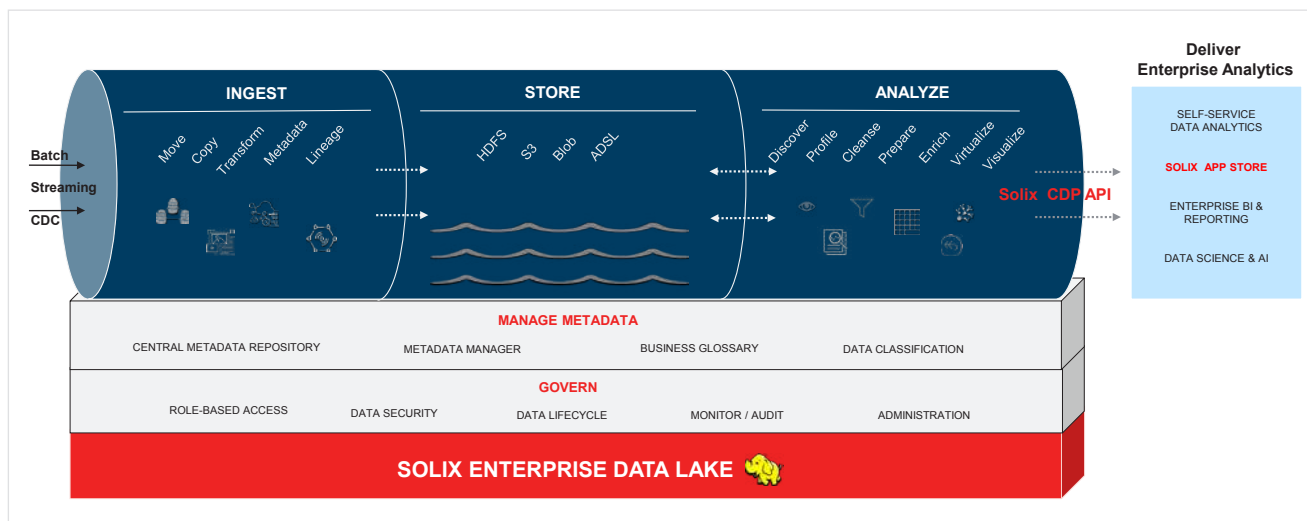 Deliver
Enterprise Analytics
INGEST
STORE
ANALYZE
Move
Copy
Transform
Metadata
Lineage
HDFS
S3
Blob
ADSL
Discover
Profile
Cleanse
Prepare
Enrich
Virtualize
Visualize
Batch
Streaming
CDC
Solix CDP API
SELF-SERVICE
DATA ANALYTICS
SOLIX APP STORE
ENTERPRISE BI &
REPORTING
DATA SCIENCE & AI
MANAGE METADATA
CENTRAL METADATA REPOSITORY
METADATA MANAGER
BUSINESS GLOSSARY
DATA CLASSIFICATION
GOVERN
ROLE-BASED ACCESS
DATA SECURITY
DATA LIFECYCLE
MONITOR / AUDIT
ADMINISTRATION
SOLIX ENTERPRISE DATA LAKE